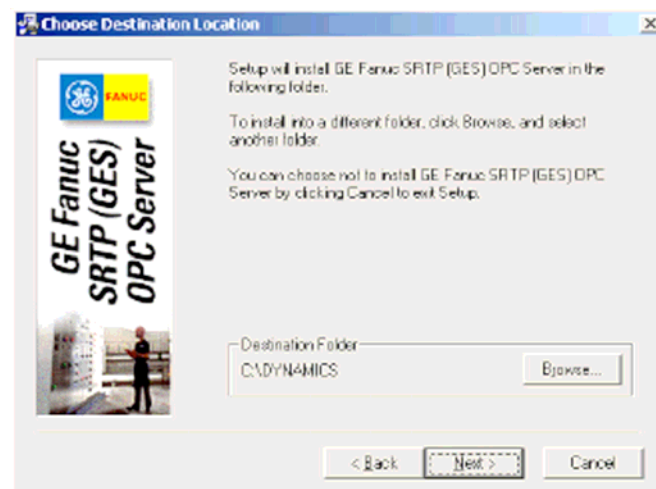 Choose Destination Location
FANUC
GE Fanuc
SRTP (GES)
OPC Server
Setup will install GE Fanuc SRTP (GES) OPC Server in the
following folder.
To install into a different folder, click Browse, and select
another folder.
You can choose not to install GE Fanuc SRTP (GES) OPC
Server by clicking Cancel to exit Setup.
Destination Folder
C:\DYNAMICS
Browse...
< Back
Next >
Cancel